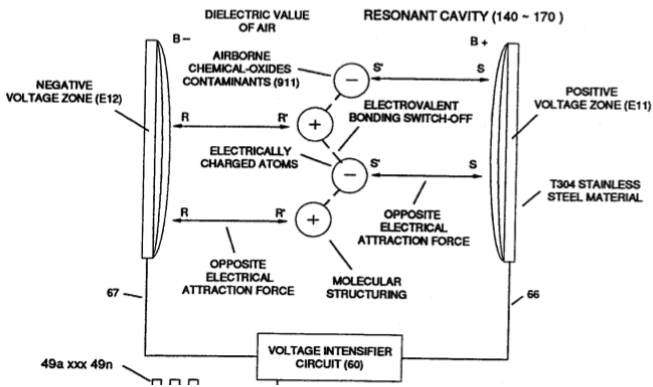 DIELECTRIC VALUE
OF AIR
RESONANT CAVITY (140 ~ 170 )
B−
B+
AIRBORNE
CHEMICAL-OXIDES
CONTAMINANTS (911)
−
S'
S
NEGATIVE
VOLTAGE ZONE (E12)
POSITIVE
VOLTAGE ZONE (E11)
ELECTROVALENT
BONDING SWITCH-OFF
R
R'
+
ELECTRICALLY
CHARGED ATOMS
−
S'
S
T304 STAINLESS
STEEL MATERIAL
OPPOSITE
ELECTRICAL
ATTRACTION FORCE
R
R'
+
OPPOSITE
ELECTRICAL
ATTRACTION FORCE
MOLECULAR
STRUCTURING
67
66
VOLTAGE INTENSIFIER
CIRCUIT (60)
49a xxx 49n